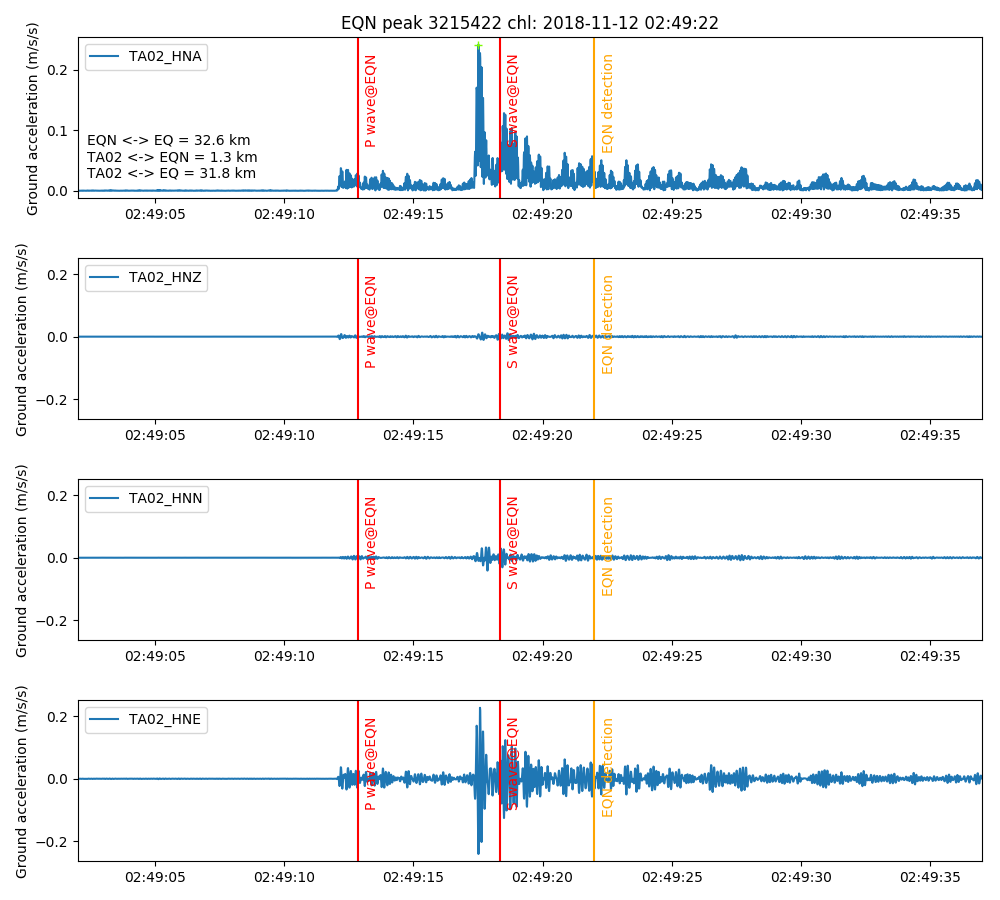 EQN peak 3215422 chl: 2018-11-12 02:49:22
Ground acceleration (m/s/s)
0.2
0.1
0.0
TA02_HNA
EQN <-> EQ = 32.6 km
TA02 <-> EQN = 1.3 km
TA02 <-> EQ = 31.8 km
P wave@EQN
S wave@EQN
EQN detection
02:49:05 02:49:10 02:49:15 02:49:20 02:49:25 02:49:30 02:49:35
Ground acceleration (m/s/s)
0.2
0.0
−0.2
TA02_HNZ
P wave@EQN
S wave@EQN
EQN detection
02:49:05 02:49:10 02:49:15 02:49:20 02:49:25 02:49:30 02:49:35
Ground acceleration (m/s/s)
0.2
0.0
−0.2
TA02_HNN
P wave@EQN
S wave@EQN
EQN detection
02:49:05 02:49:10 02:49:15 02:49:20 02:49:25 02:49:30 02:49:35
Ground acceleration (m/s/s)
0.2
0.0
−0.2
TA02_HNE
P wave@EQN
S wave@EQN
EQN detection
02:49:05 02:49:10 02:49:15 02:49:20 02:49:25 02:49:30 02:49:35